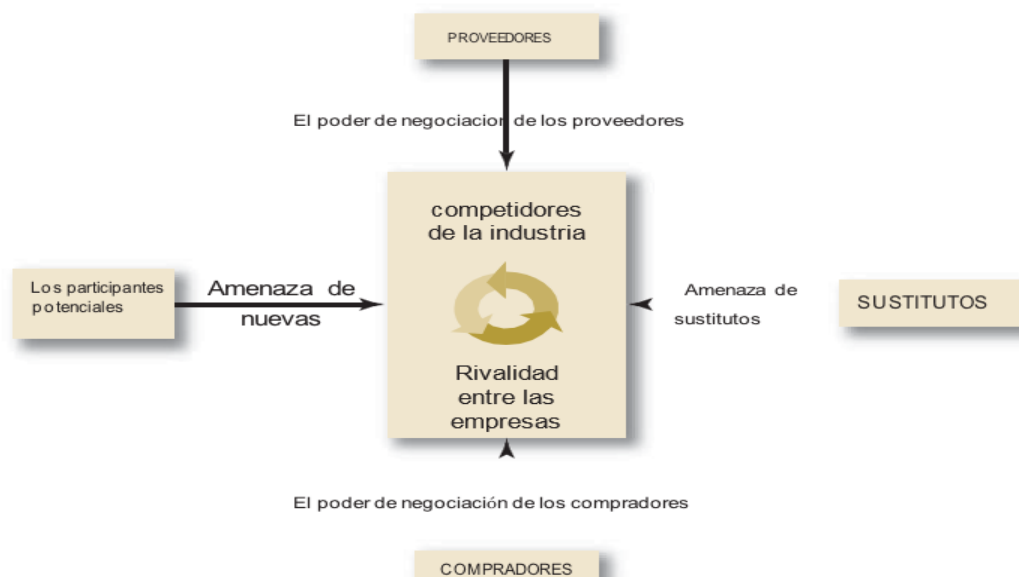 PROVEEDORES
El poder de negociación de los proveedores
competidores
de la industria
Los participantes
potenciales
Amenaza de
nuevas
Rivalidad
entre las
empresas
Amenaza de
sustitutos
SUSTITUTOS
El poder de negociación de los compradores
COMPRADORES